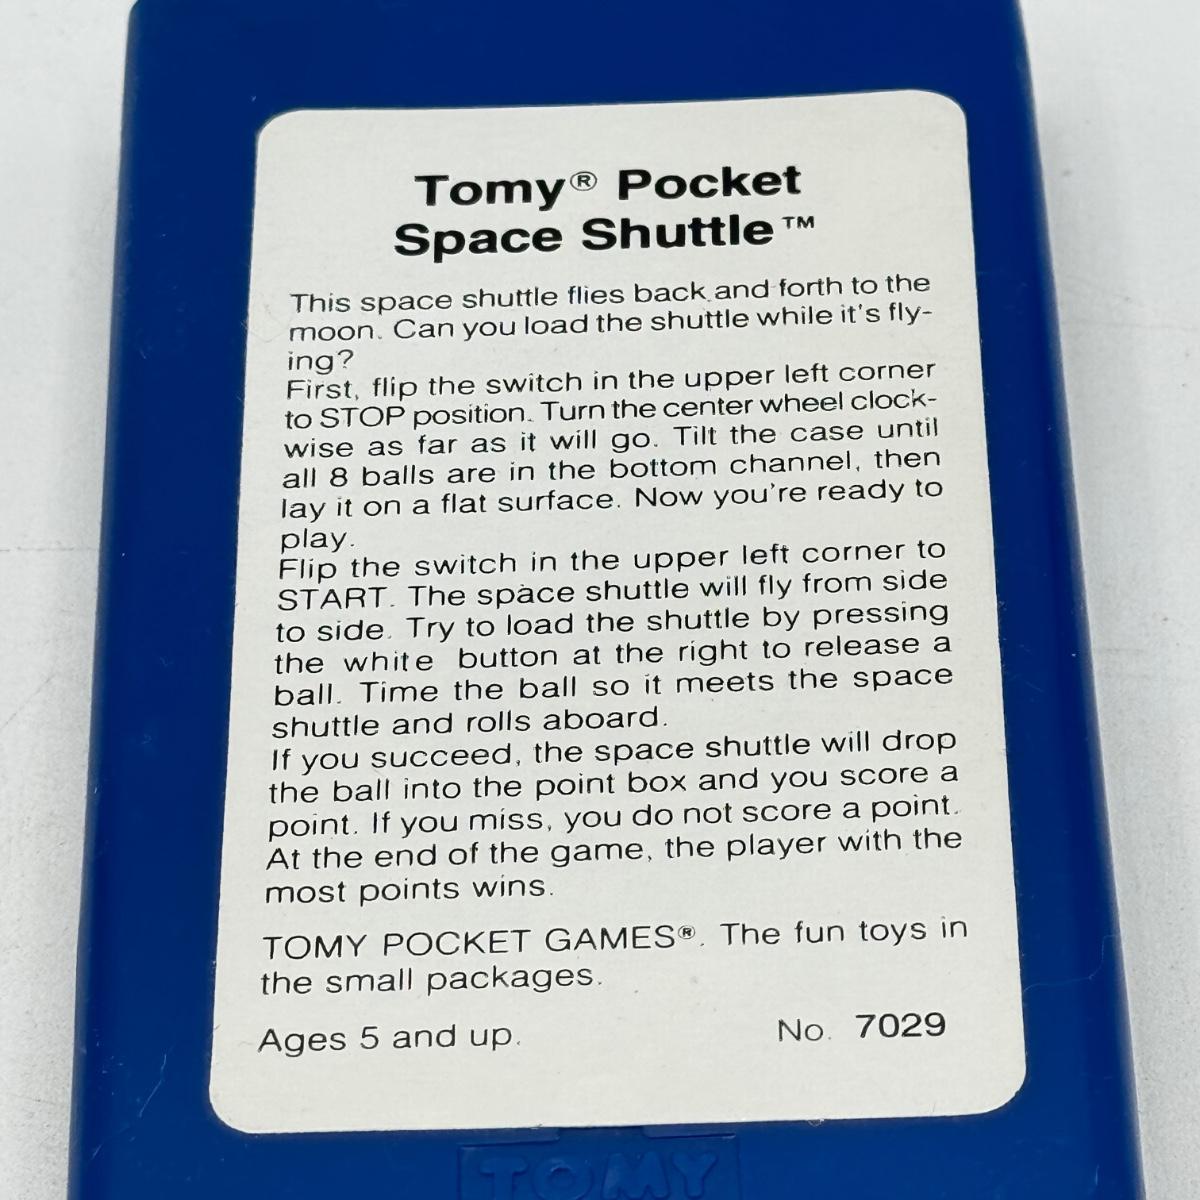 Tomy® Pocket
Space Shuttle™
This space shuttle flies back and forth to the
moon. Can you load the shuttle while it's fly-
ing?
First, flip the switch in the upper left corner
to STOP position. Turn the center wheel clock-
wise as far as it will go. Tilt the case until
all 8 balls are in the bottom channel, then
lay it on a flat surface. Now you're ready to
play.
Flip the switch in the upper left corner to
START. The space shuttle will fly from side
to side. Try to load the shuttle by pressing
the white button at the right to release a
ball. Time the ball so it meets the space
shuttle and rolls aboard.
If you succeed, the space shuttle will drop
the ball into the point box and you score a
point. If you miss, you do not score a point.
At the end of the game, the player with the
most points wins.
TOMY POCKET GAMES®. The fun toys in
the small packages.
Ages 5 and up. No. 7029
TOMY